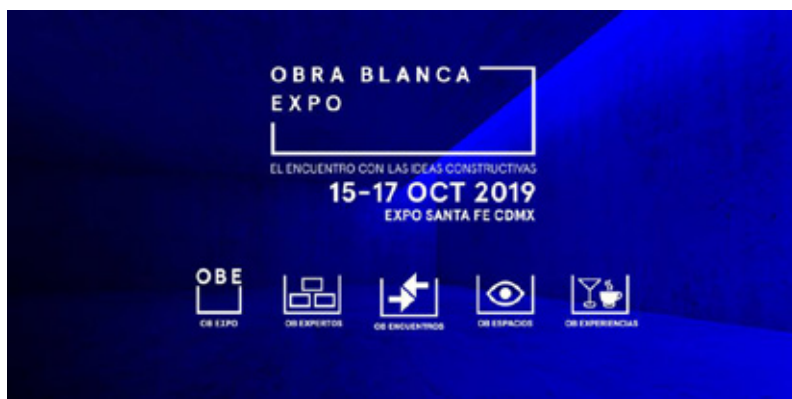 OBRA BLANCA
EXPO
EL ENCUENTRO CON LAS IDEAS CONSTRUCTIVAS
15-17 OCT 2019
EXPO SANTA FE CDMX
OBE
OB EXPO
OB EXPERTOS
OB ENCUENTROS
OB ESPACIOS
OB EXPERIENCIAS